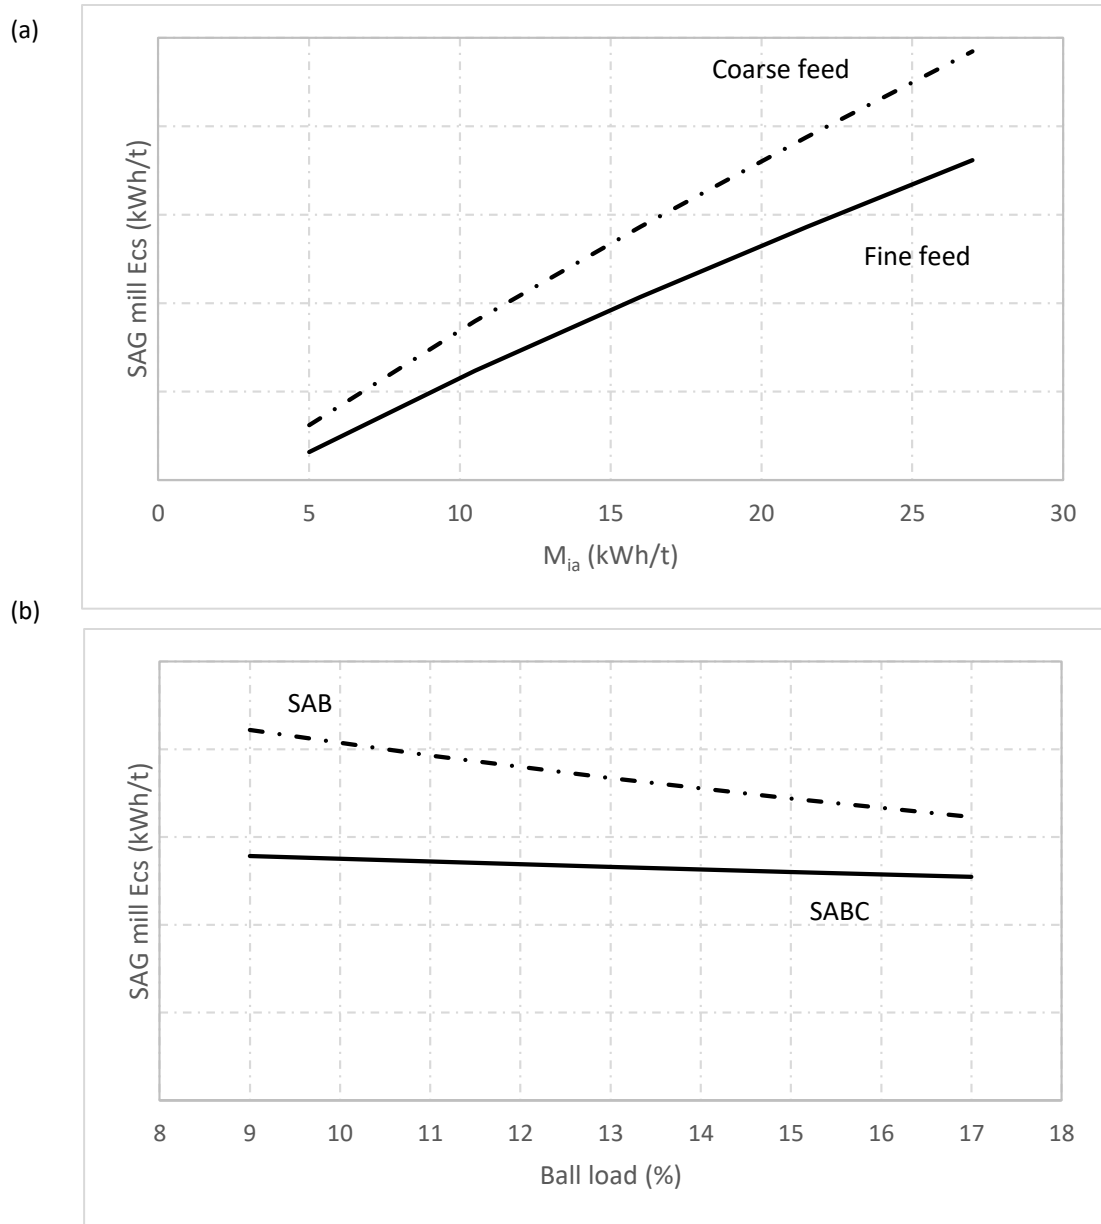 (a)
Coarse feed
Fine feed
SAG mill Ecs (kWh/t)
0 5 10 15 20 25 30
Mia (kWh/t)
(b)
SAB
SABC
SAG mill Ecs (kWh/t)
8 9 10 11 12 13 14 15 16 17 18
Ball load (%)